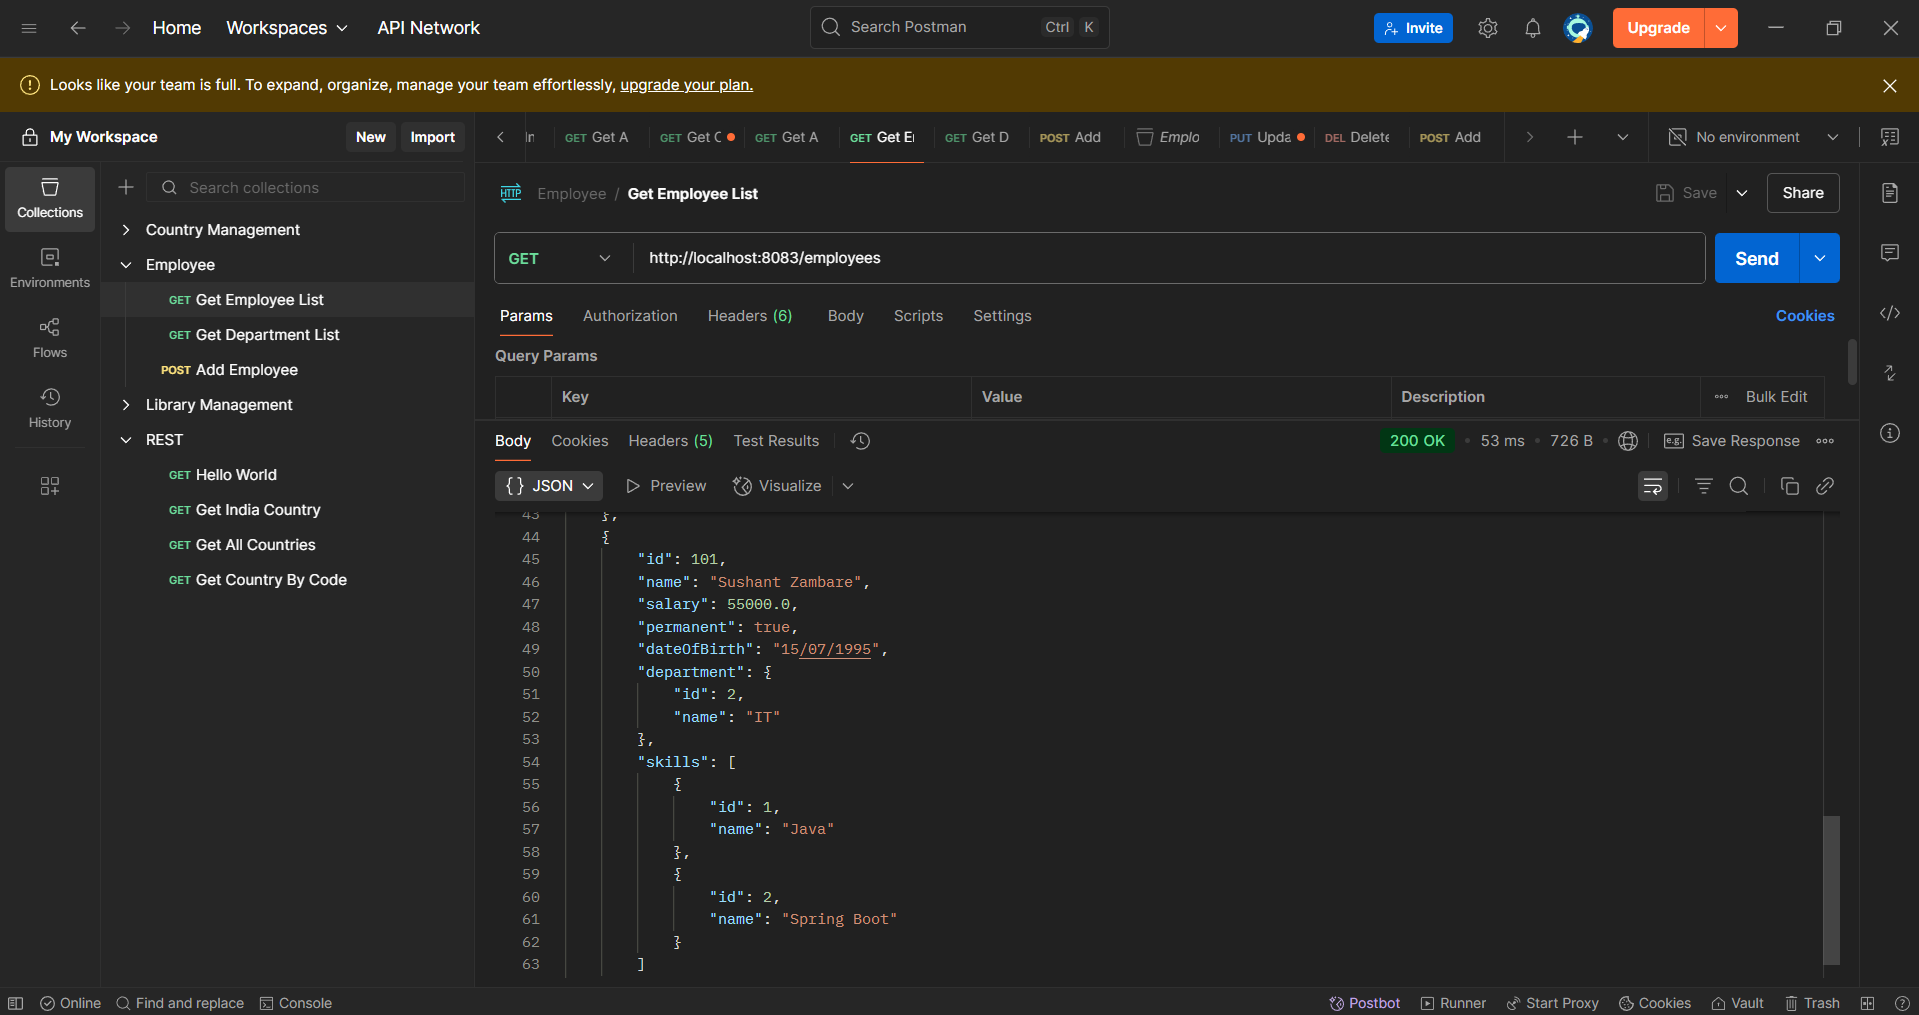 Home Workspaces API Network Search Postman Ctrl K Invite Upgrade
Looks like your team is full. To expand, organize, manage your team effortlessly, upgrade your plan.
My Workspace New Import
GET Get A GET Get C GET Get A GET Get E GET Get D POST Add Emplo PUT Upda DEL Delete POST Add No environment
Collections
Environments
Flows
History
Search collections
Country Management
Employee
GET Get Employee List
GET Get Department List
POST Add Employee
Library Management
REST
GET Hello World
GET Get India Country
GET Get All Countries
GET Get Country By Code
HTTP Employee / Get Employee List Save Share
GET http://localhost:8083/employees Send
Params Authorization Headers (6) Body Scripts Settings Cookies
Query Params
Key Value Description Bulk Edit
Body Cookies Headers (5) Test Results 200 OK • 53 ms • 726 B • e.g. Save Response
{} JSON Preview Visualize
43 },
44 {
45 "id": 101,
46 "name": "Sushant Zambare",
47 "salary": 55000.0,
48 "permanent": true,
49 "dateOfBirth": "15/07/1995",
50 "department": {
51 "id": 2,
52 "name": "IT"
53 },
54 "skills": [
55 {
56 "id": 1,
57 "name": "Java"
58 },
59 {
60 "id": 2,
61 "name": "Spring Boot"
62 }
63 ]
Online Find and replace Console Postbot Runner Start Proxy Cookies Vault Trash